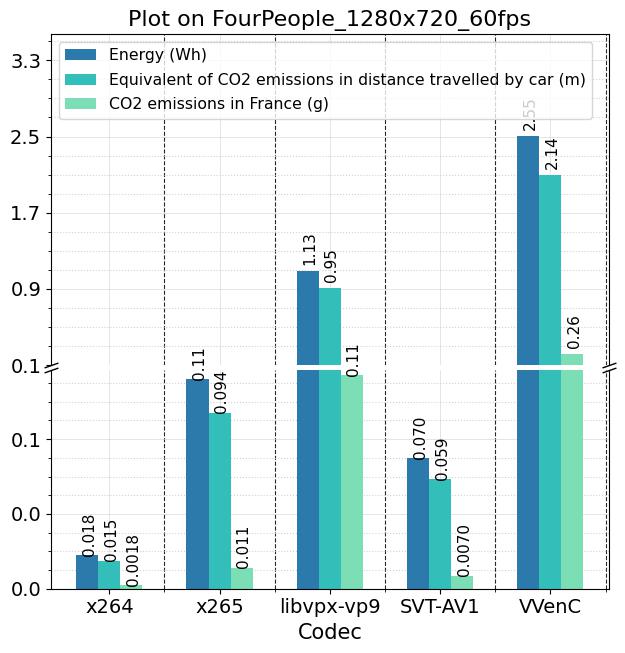 Plot on FourPeople_1280x720_60fps
Energy (Wh)
Equivalent of CO2 emissions in distance travelled by car (m)
CO2 emissions in France (g)
3.3
2.5
1.7
0.9
0.1
0.1
0.0
0.0
0.018
0.015
0.0018
0.11
0.094
0.011
1.13
0.95
0.11
0.070
0.059
0.0070
2.55
2.14
0.26
x264
x265
libvpx-vp9
SVT-AV1
VVenC
Codec